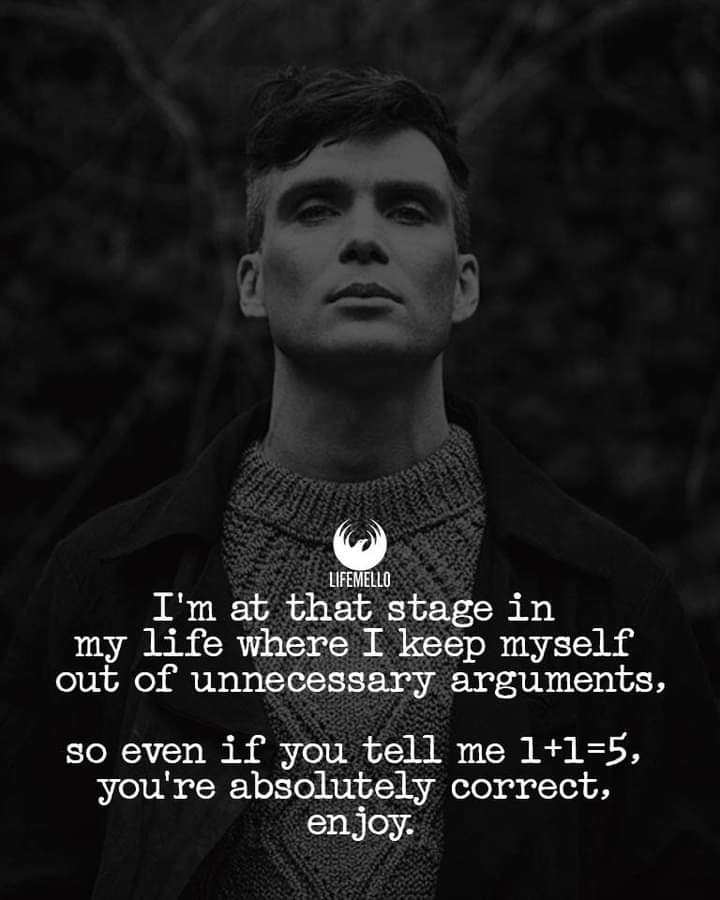 LIFEMELLO
I'm at that stage in
my life where I keep myself
out of unnecessary arguments,
so even if you tell me 1+1=5,
you're absolutely correct,
enjoy.